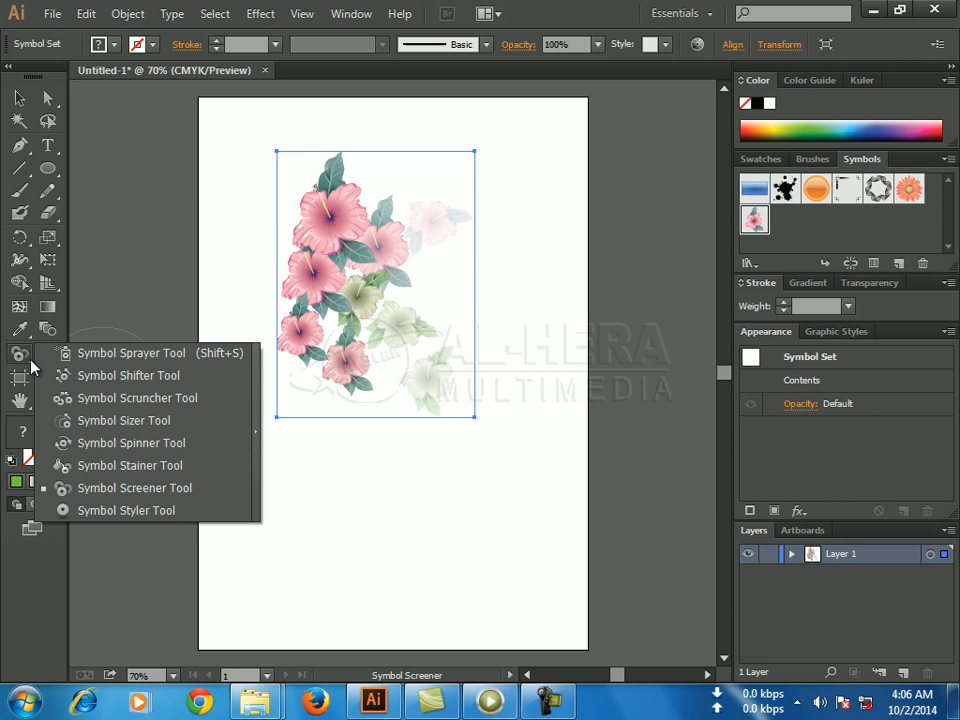 Ai File Edit Object Type Select Effect View Window Help Br Essentials
Symbol Set ? Stroke: Basic Opacity: 100% Style: Align Transform
Untitled-1* @ 70% (CMYK/Preview) ×
Color Color Guide Kuler
Swatches Brushes Symbols
Stroke Gradient Transparency
Weight:
Appearance Graphic Styles
Symbol Set
Contents
Opacity: Default
fx
Layers Artboards
Layer 1
1 Layer
T
?
Symbol Sprayer Tool (Shift+S)
Symbol Shifter Tool
Symbol Scruncher Tool
Symbol Sizer Tool
Symbol Spinner Tool
Symbol Stainer Tool
Symbol Screener Tool
Symbol Styler Tool
AL-HERA
MULTIMEDIA
70% 1 Symbol Screener
Ai
0.0 kbps
0.0 kbps
4:06 AM
10/2/2014